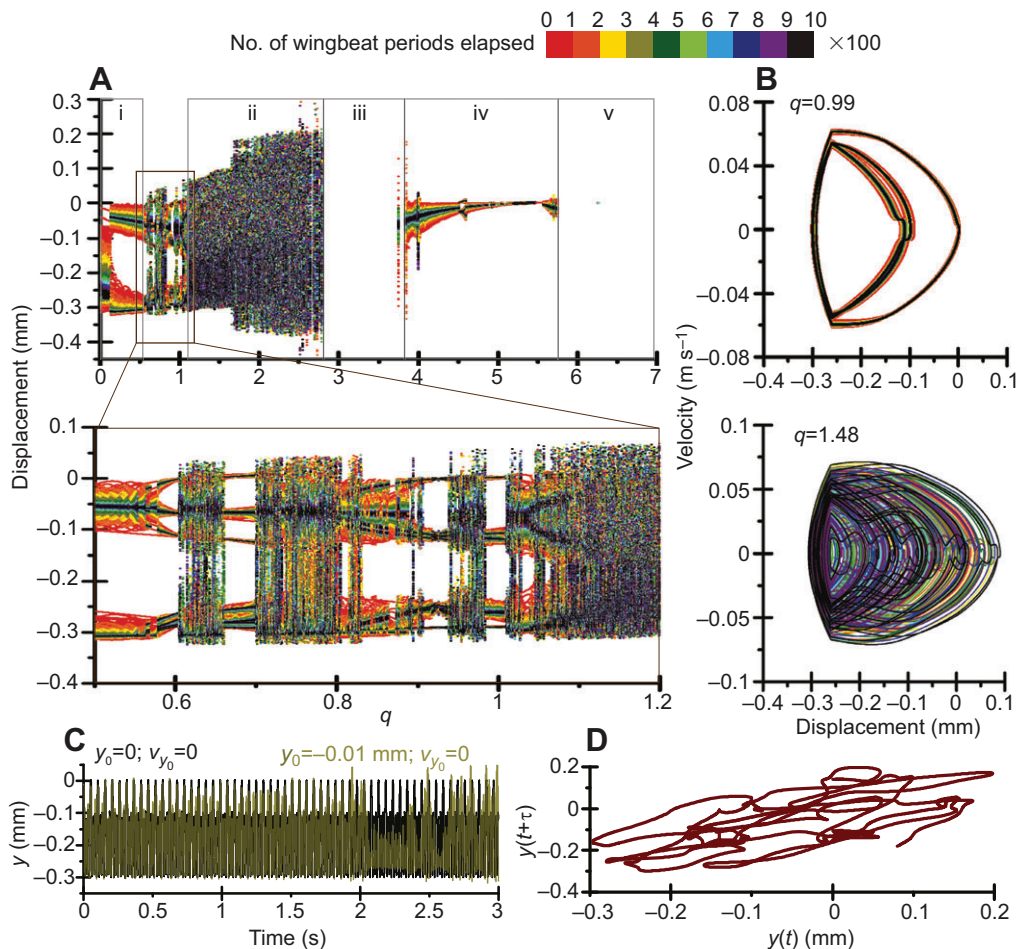 0 1 2 3 4 5 6 7 8 9 10
No. of wingbeat periods elapsed ×100
A
i ii iii iv v
0.3
0.2
0.1
0
–0.1
–0.2
–0.3
–0.4
0 1 2 3 4 5 6 7
Displacement (mm)
0.1
0
–0.1
–0.2
–0.3
–0.4
0.6 0.8 1 1.2
q
B
q=0.99
0.08
0.04
0
–0.04
–0.08
–0.4 –0.3 –0.2 –0.1 0 0.1
Velocity (m s⁻¹)
q=1.48
0.1
0.05
0
–0.05
–0.1
–0.4 –0.3 –0.2 –0.1 0 0.1
Displacement (mm)
C
y₀=0; v_y₀=0 y₀=–0.01 mm; v_y₀=0
0
–0.1
–0.2
–0.3
y (mm)
0 0.5 1 1.5 2 2.5 3
Time (s)
D
0.2
0
–0.2
–0.4
y(t+τ)
–0.3 –0.2 –0.1 0 0.1 0.2
y(t) (mm)